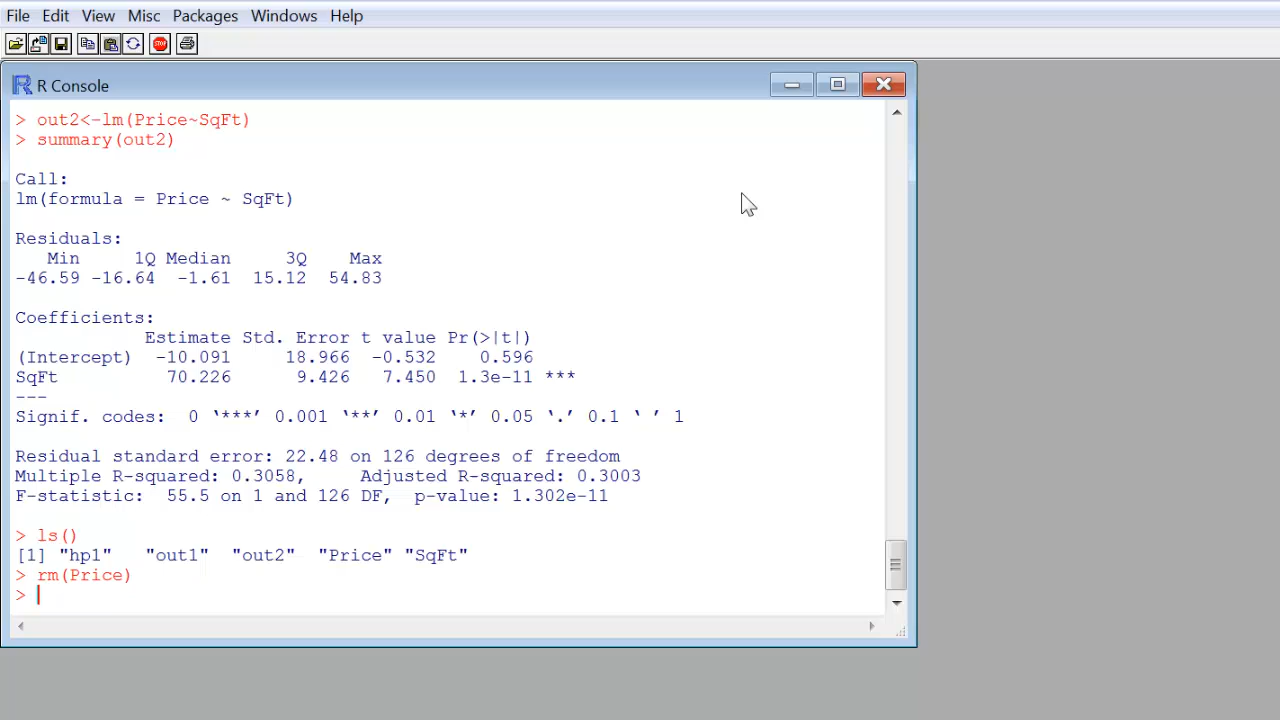 File Edit View Misc Packages Windows Help
STOP
R Console
> out2<-lm(Price~SqFt)
> summary(out2)
Call:
lm(formula = Price ~ SqFt)
Residuals:
   Min     1Q Median     3Q    Max
-46.59 -16.64  -1.61  15.12  54.83
Coefficients:
            Estimate Std. Error t value Pr(>|t|)
(Intercept)  -10.091     18.966  -0.532    0.596
SqFt          70.226      9.426   7.450  1.3e-11 ***
---
Signif. codes:  0 ‘***’ 0.001 ‘**’ 0.01 ‘*’ 0.05 ‘.’ 0.1 ‘ ’ 1
Residual standard error: 22.48 on 126 degrees of freedom
Multiple R-squared: 0.3058,     Adjusted R-squared: 0.3003
F-statistic:  55.5 on 1 and 126 DF,  p-value: 1.302e-11
> ls()
[1] "hp1"   "out1"  "out2"  "Price" "SqFt"
> rm(Price)
>